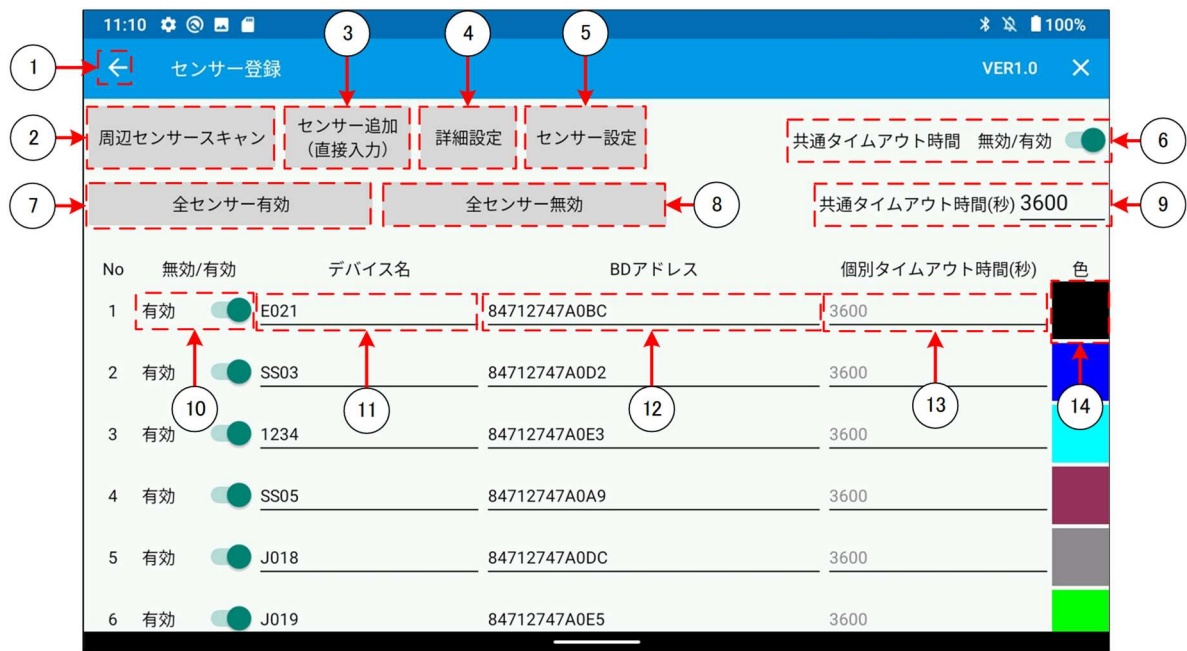 11:10 100%
3 4 5
1 センサー登録 VER1.0
2 周辺センサースキャン センサー追加 詳細設定 センサー設定 共通タイムアウト時間 無効/有効 6
(直接入力)
7 全センサー有効 全センサー無効 8 共通タイムアウト時間(秒) 3600 9
No 無効/有効 デバイス名 BDアドレス 個別タイムアウト時間(秒) 色
1 有効 E021 84712747A0BC 3600
2 有効 SS03 84712747A0D2 3600
10 11 12 13 14
3 有効 1234 84712747A0E3 3600
4 有効 SS05 84712747A0A9 3600
5 有効 J018 84712747A0DC 3600
6 有効 J019 84712747A0E5 3600